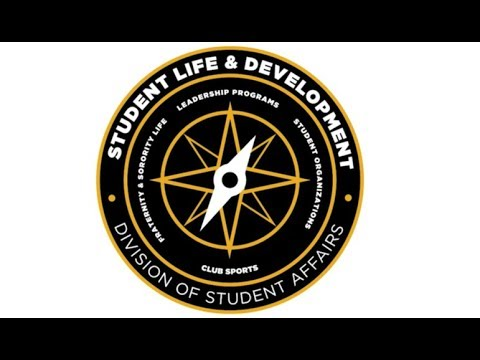 STUDENT LIFE & DEVELOPMENT
LEADERSHIP PROGRAMS
FRATERNITY & SORORITY LIFE
STUDENT ORGANIZATIONS
CLUB SPORTS
• DIVISION OF STUDENT AFFAIRS •